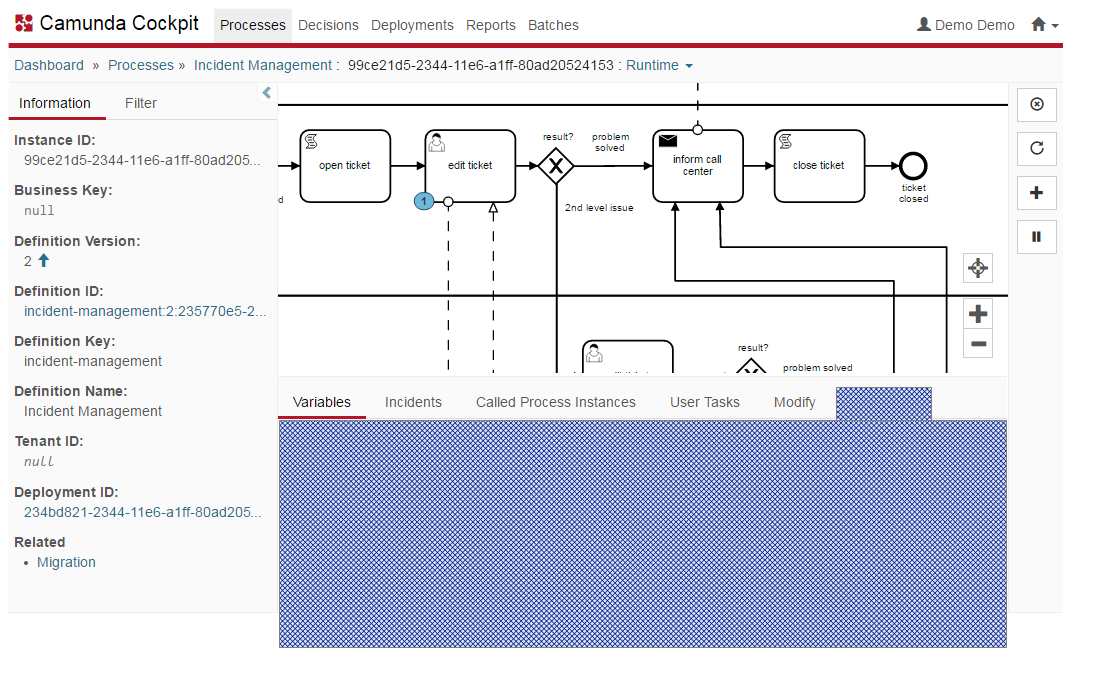 Camunda Cockpit Processes Decisions Deployments Reports Batches Demo Demo
Dashboard » Processes » Incident Management : 99ce21d5-2344-11e6-a1ff-80ad20524153 : Runtime
Information Filter
Instance ID:
99ce21d5-2344-11e6-a1ff-80ad205...
Business Key:
null
Definition Version:
2
Definition ID:
incident-management:2:235770e5-2...
Definition Key:
incident-management
Definition Name:
Incident Management
Tenant ID:
null
Deployment ID:
234bd821-2344-11e6-a1ff-80ad205...
Related
• Migration
d
open ticket
edit ticket
1
result?
X
problem
solved
2nd level issue
inform call
center
close ticket
ticket
closed
result?
problem solved
Variables Incidents Called Process Instances User Tasks Modify